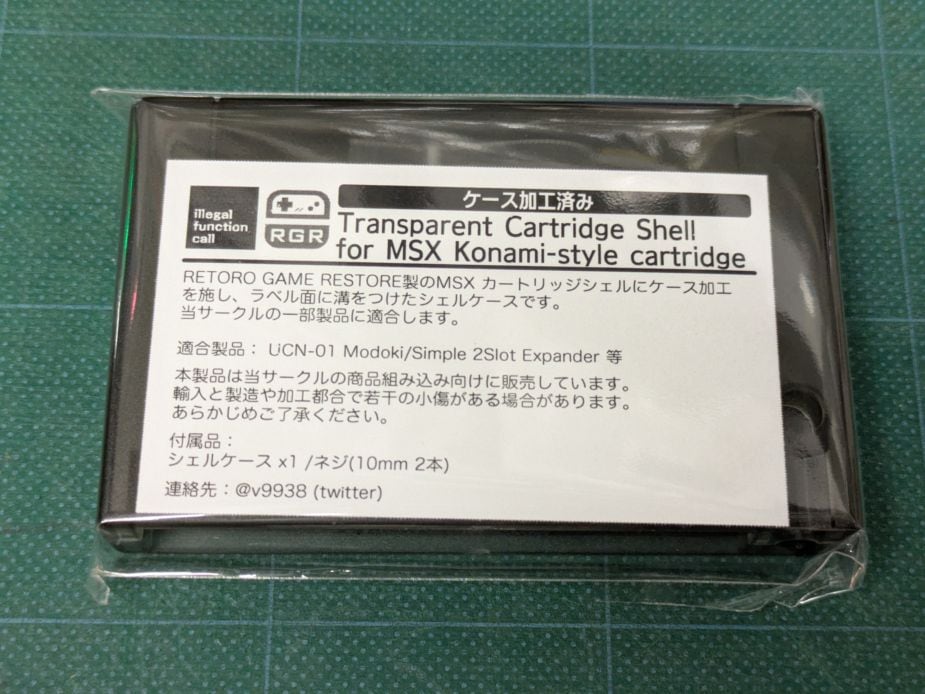 illegal
function
call
RGR
ケース加工済み
Transparent Cartridge Shell
for MSX Konami-style cartridge
RETORO GAME RESTORE製のMSX カートリッジシェルにケース加工
を施し、ラベル面に溝をつけたシェルケースです。
当サークルの一部製品に適合します。
適合製品： UCN-01 Modoki/Simple 2Slot Expander 等
本製品は当サークルの商品組み込み向けに販売しています。
輸入と製造や加工都合で若干の小傷がある場合があります。
あらかじめご了承ください。
付属品：
シェルケース x1 /ネジ(10mm 2本)
連絡先：@v9938 (twitter)